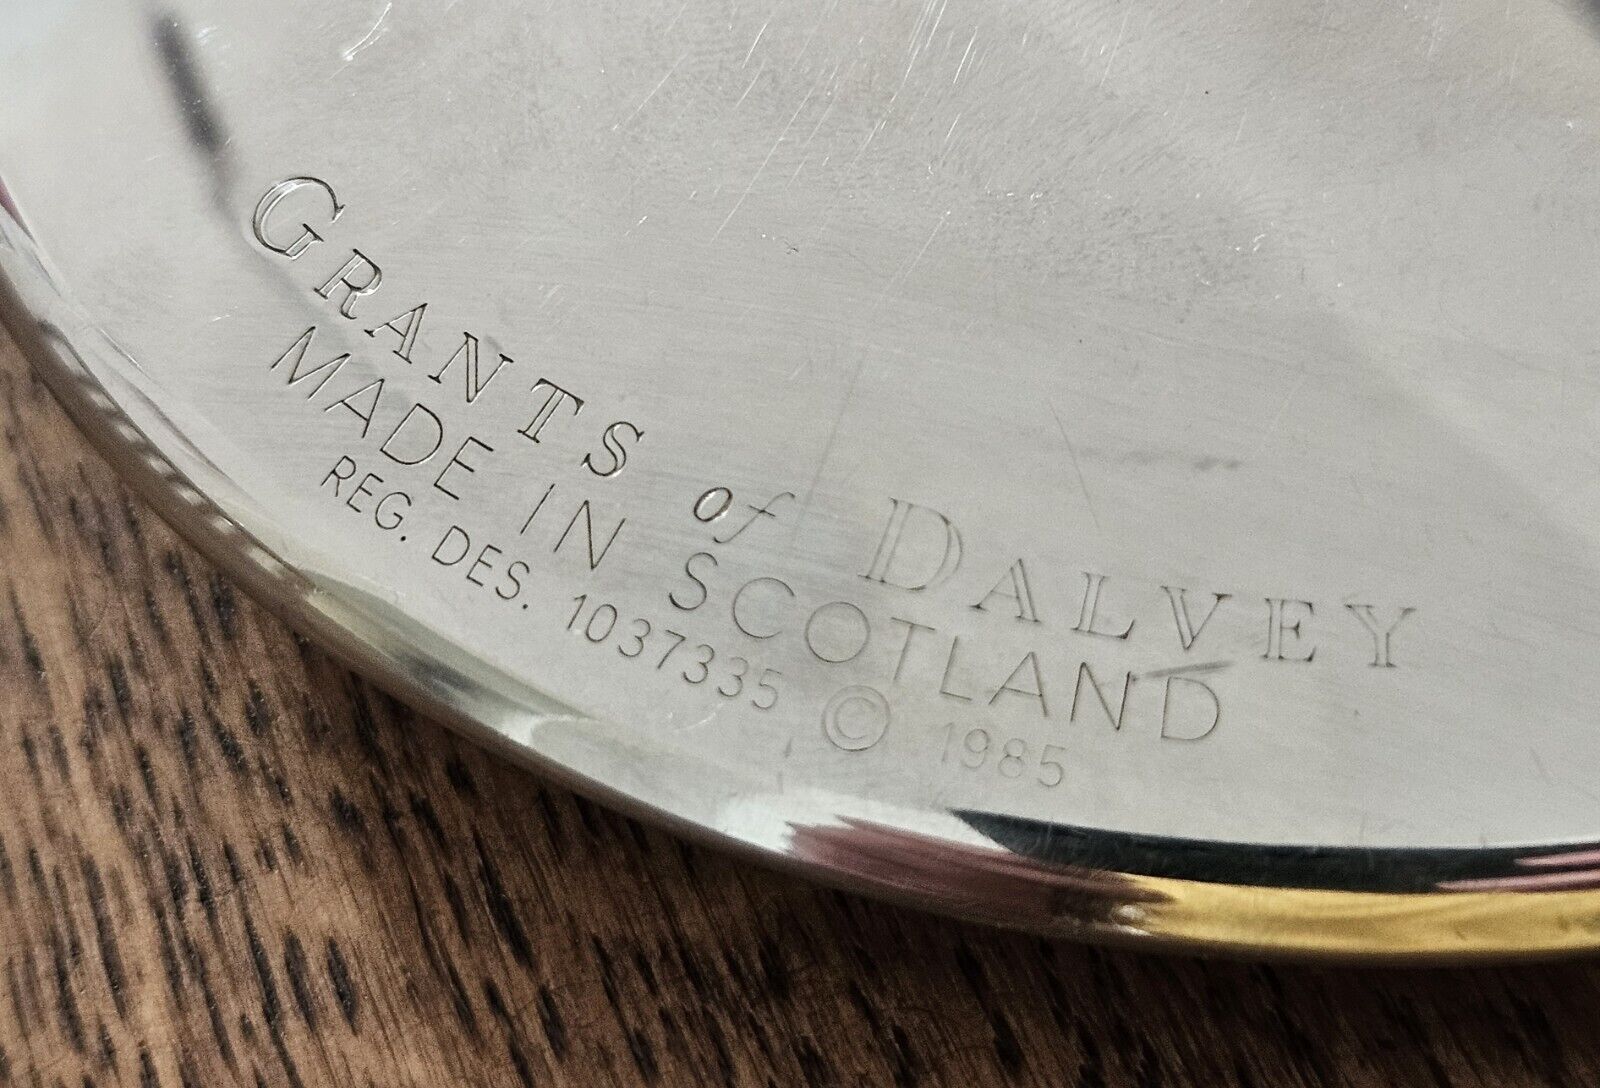 GRANTS of DALVEY
MADE IN SCOTLAND
REG. DES. 1037335 © 1985